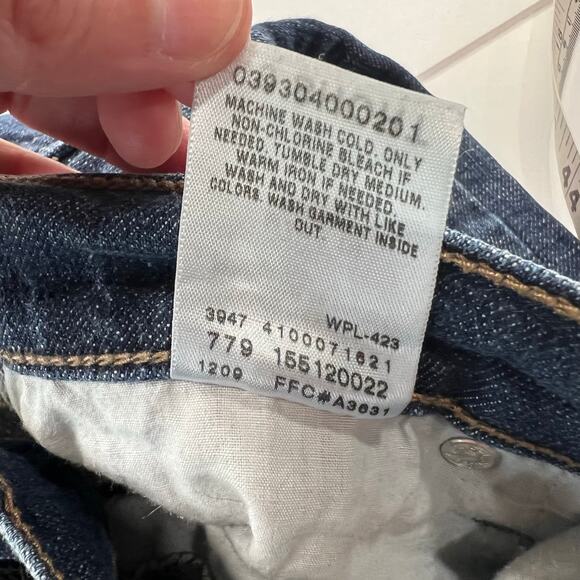 039304000201
MACHINE WASH COLD. ONLY
NON-CHLORINE BLEACH IF
NEEDED. TUMBLE DRY MEDIUM.
WARM IRON IF NEEDED.
WASH AND DRY WITH LIKE
COLORS. WASH GARMENT INSIDE
OUT.
WPL-423
3947 4100071621
779 155120022
1209 FFC#A3631
44